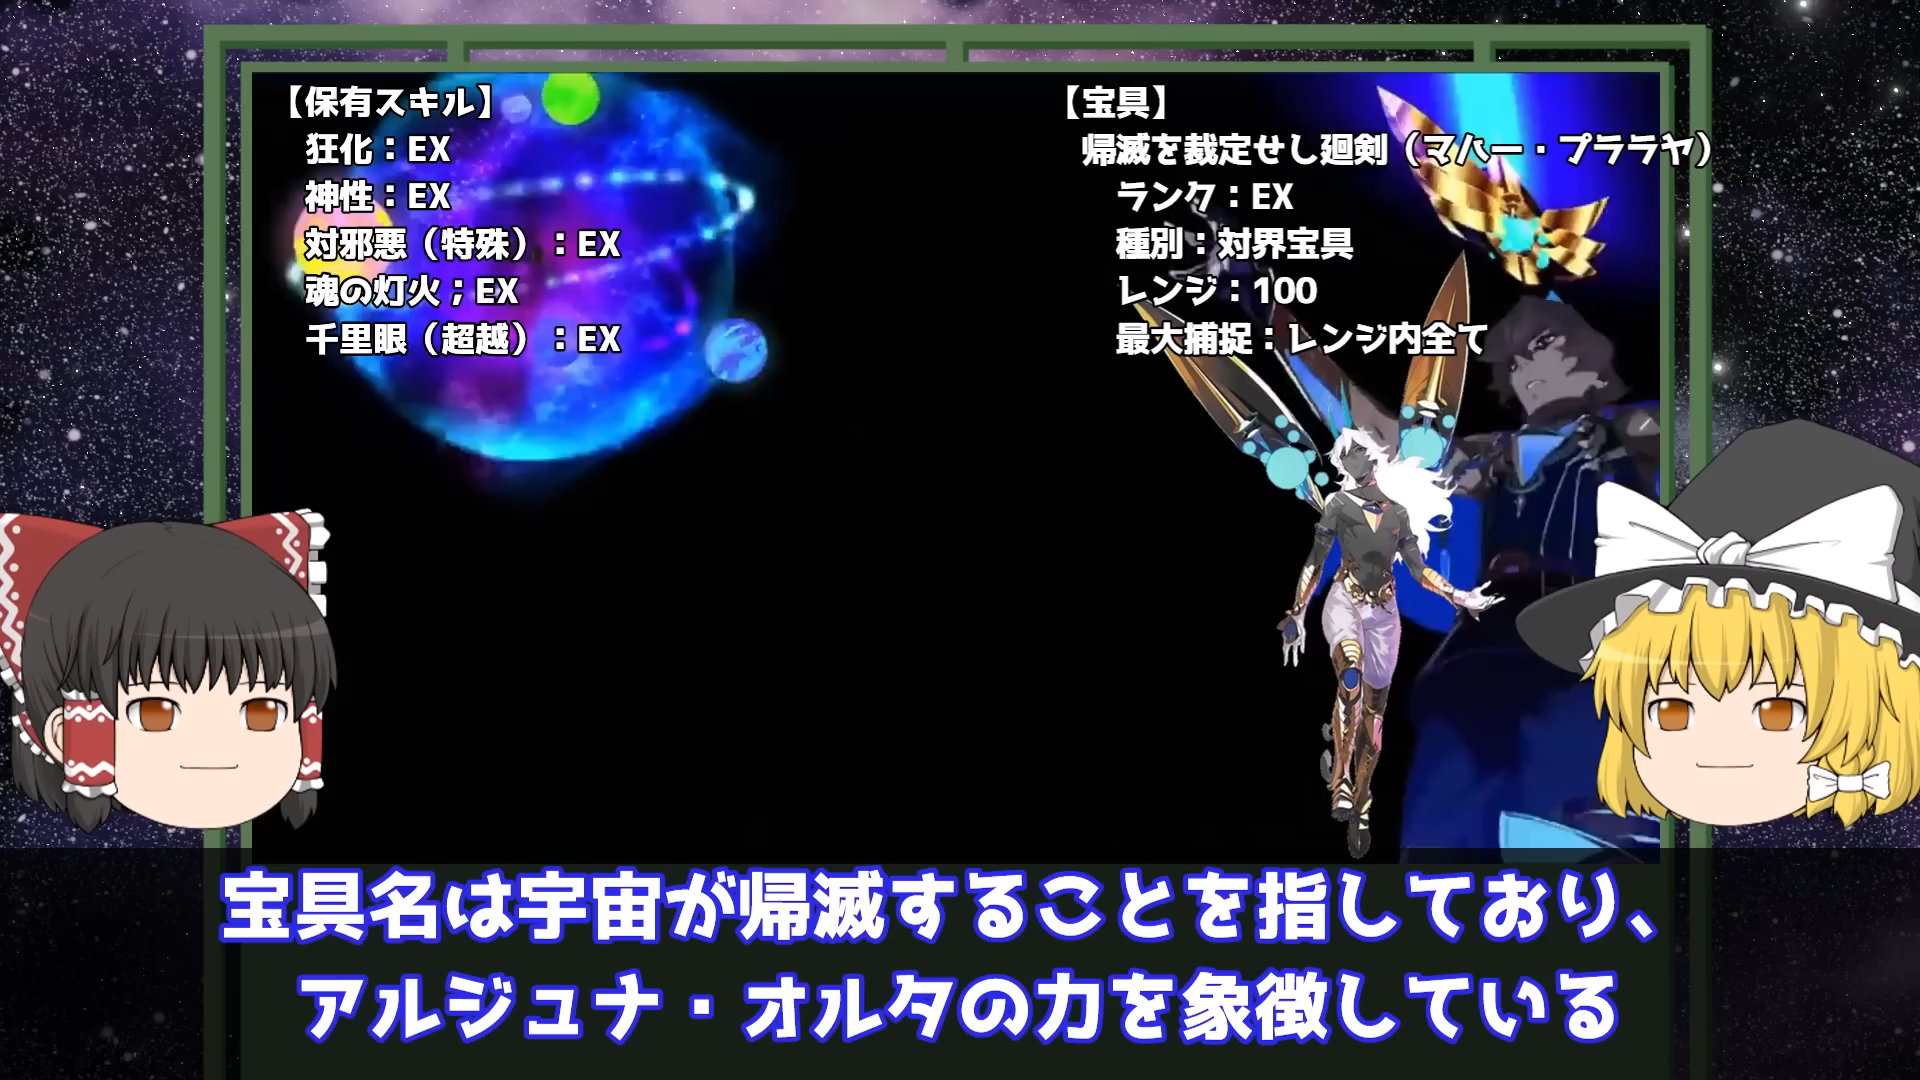 【保有スキル】
狂化：EX
神性：EX
対邪悪（特殊）：EX
魂の灯火；EX
千里眼（超越）：EX
【宝具】
帰滅を裁定せし廻剣（マハー・プララヤ）
ランク：EX
種別：対界宝具
レンジ：100
最大捕捉：レンジ内全て
宝具名は宇宙が帰滅することを指しており、
アルジュナ・オルタの力を象徴している